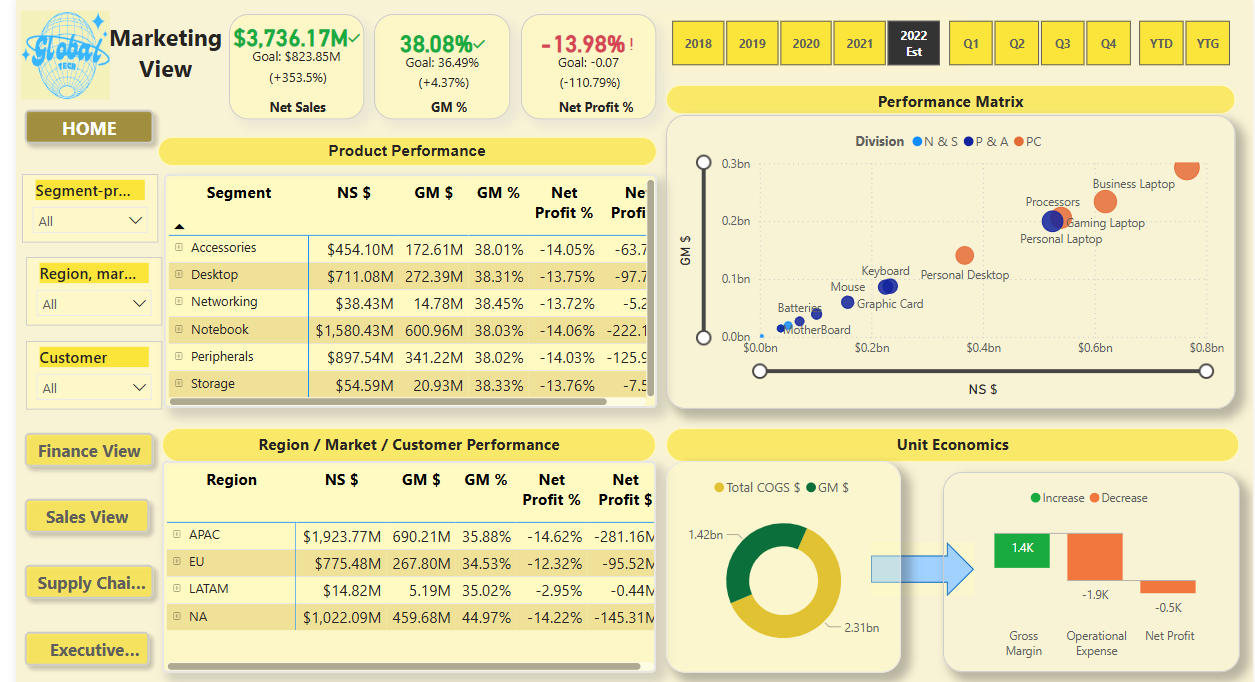 Global
TECH.
Marketing
View
$3,736.17M
Goal: $823.85M
(+353.5%)
Net Sales
38.08%
Goal: 36.49%
(+4.37%)
GM %
-13.98% !
Goal: -0.07
(-110.79%)
Net Profit %
2018
2019
2020
2021
2022
Est
Q1
Q2
Q3
Q4
YTD
YTG
HOME
Segment-pr...
All
Region, mar...
All
Customer
All
Finance View
Sales View
Supply Chai...
Executive...
Product Performance
Segment NS $ GM $ GM % Net Profit % Net Profi
Accessories $454.10M 172.61M 38.01% -14.05% -63.7
Desktop $711.08M 272.39M 38.31% -13.75% -97.7
Networking $38.43M 14.78M 38.45% -13.72% -5.2
Notebook $1,580.43M 600.96M 38.03% -14.06% -222.1
Peripherals $897.54M 341.22M 38.02% -14.03% -125.9
Storage $54.59M 20.93M 38.33% -13.76% -7.5
Performance Matrix
Division N & S P & A PC
GM $
0.3bn
0.2bn
0.1bn
0.0bn
Business Laptop
Processors
Gaming Laptop
Personal Laptop
Personal Desktop
Keyboard
Mouse
Graphic Card
Batteries
MotherBoard
$0.0bn $0.2bn $0.4bn $0.6bn $0.8bn
NS $
Region / Market / Customer Performance
Region NS $ GM $ GM % Net Profit % Net Profit $
APAC $1,923.77M 690.21M 35.88% -14.62% -281.16M
EU $775.48M 267.80M 34.53% -12.32% -95.52M
LATAM $14.82M 5.19M 35.02% -2.95% -0.44M
NA $1,022.09M 459.68M 44.97% -14.22% -145.31M
Unit Economics
Total COGS $ GM $
1.42bn
2.31bn
Increase Decrease
1.4K
-1.9K
-0.5K
Gross
Margin
Operational
Expense
Net Profit